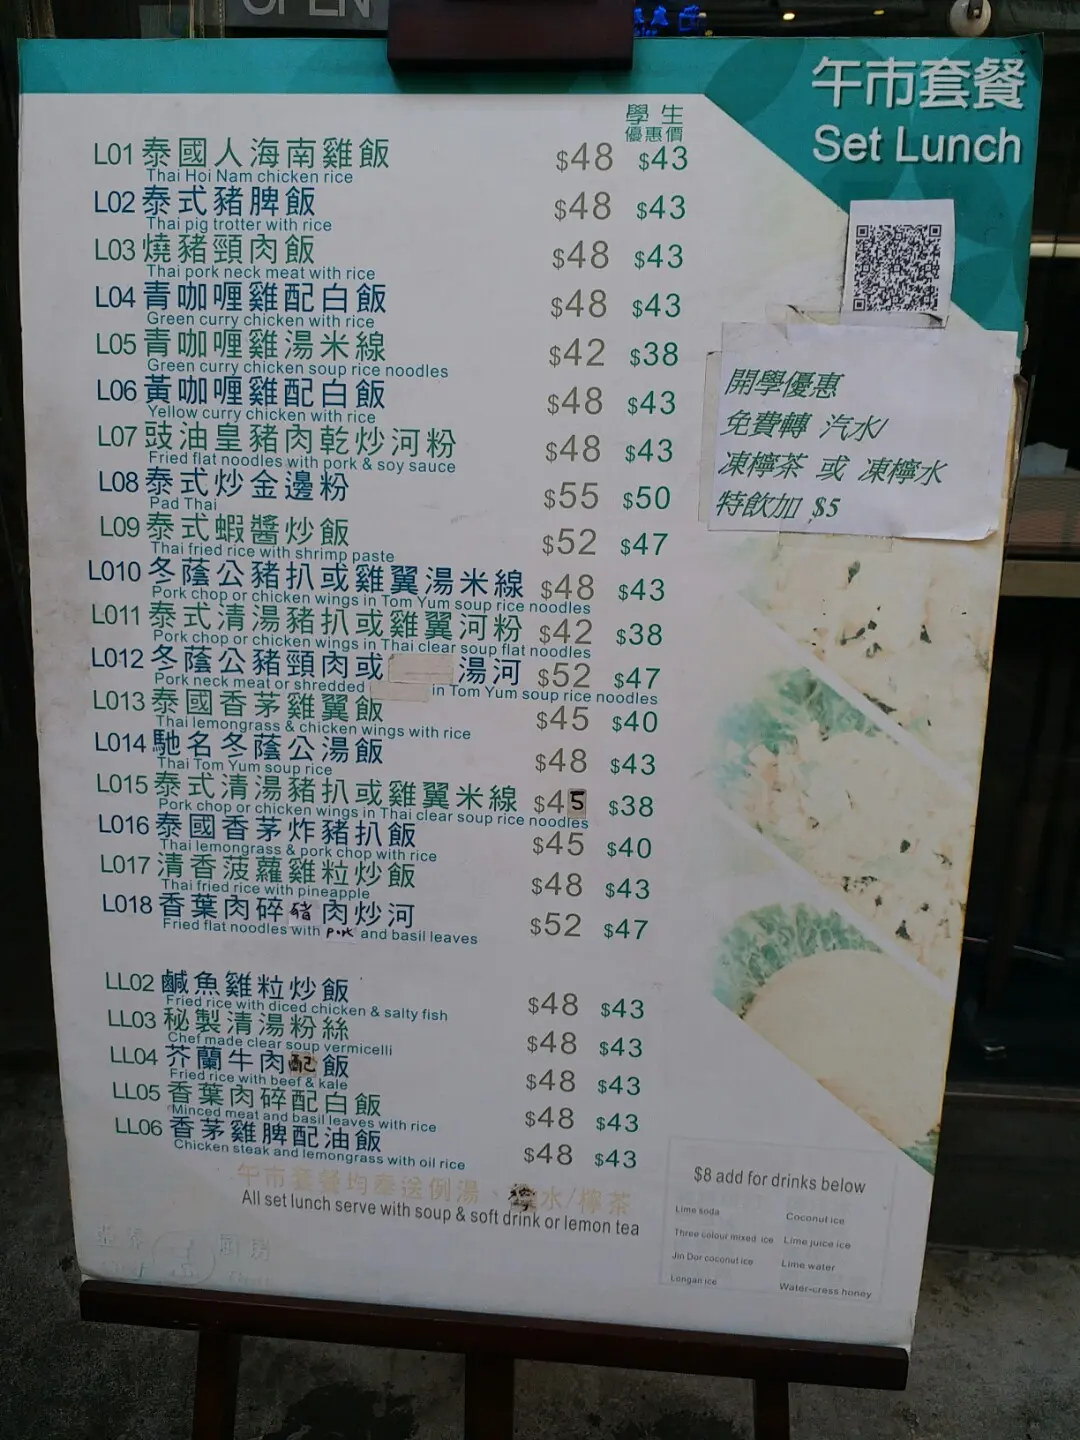 OPEN
午市套餐
Set Lunch
學生
優惠價
L01 泰國人海南雞飯 $48 $43
Thai Hoi Nam chicken rice
L02 泰式豬脾飯 $48 $43
Thai pig trotter with rice
L03 燒豬頸肉飯 $48 $43
Thai pork neck meat with rice
L04 青咖喱雞配白飯 $48 $43
Green curry chicken with rice
L05 青咖喱雞湯米線 $42 $38
Green curry chicken soup rice noodles
L06 黃咖喱雞配白飯 $48 $43
Yellow curry chicken with rice
L07 豉油皇豬肉乾炒河粉 $48 $43
Fried flat noodles with pork & soy sauce
L08 泰式炒金邊粉 $55 $50
Pad Thai
L09 泰式蝦醬炒飯 $52 $47
Thai fried rice with shrimp paste
L010 冬蔭公豬扒或雞翼湯米線 $48 $43
Pork chop or chicken wings in Tom Yum soup rice noodles
L011 泰式清湯豬扒或雞翼河粉 $42 $38
Pork chop or chicken wings in Thai clear soup flat noodles
L012 冬蔭公豬頸肉或 湯河 $52 $47
Pork neck meat or shredded in Tom Yum soup rice noodles
L013 泰國香茅雞翼飯 $45 $40
Thai lemongrass & chicken wings with rice
L014 馳名冬蔭公湯飯 $48 $43
Thai Tom Yum soup rice
L015 泰式清湯豬扒或雞翼米線 $45 $38
Pork chop or chicken wings in Thai clear soup rice noodles
L016 泰國香茅炸豬扒飯 $45 $40
Thai lemongrass & pork chop with rice
L017 清香菠蘿雞粒炒飯 $48 $43
Thai fried rice with pineapple
L018 香葉肉碎豬肉炒河 $52 $47
Fried flat noodles with pork and basil leaves
LL02 鹹魚雞粒炒飯 $48 $43
Fried rice with diced chicken & salty fish
LL03 秘製清湯粉絲 $48 $43
Chef made clear soup vermicelli
LL04 芥蘭牛肉配飯 $48 $43
Fried rice with beef & kale
LL05 香葉肉碎配白飯 $48 $43
Minced meat and basil leaves with rice
LL06 香茅雞脾配油飯 $48 $43
Chicken steak and lemongrass with oil rice
午市套餐均奉送例湯、 水/檸茶
All set lunch serve with soup & soft drink or lemon tea
開學優惠
免費轉 汽水/
凍檸茶 或 凍檸水
特飲加 $5
$8 add for drinks below
Lime soda Coconut ice
Three colour mixed ice Lime juice ice
Jin Dor coconut ice Lime water
Longan ice Water-cress honey